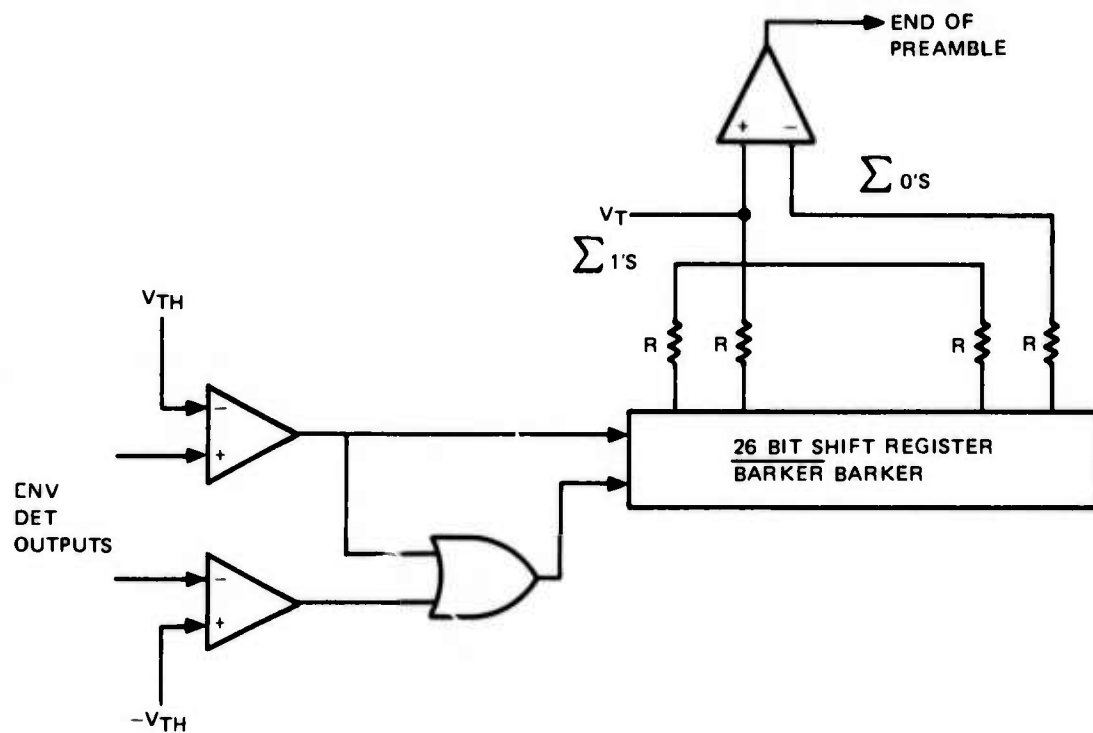 END OF
PREAMBLE
+ −
∑ 0'S
VT
∑ 1'S
VTH
R R R R
−
+
26 BIT SHIFT REGISTER
BARKER BARKER
ENV
DET
OUTPUTS
−
+
-VTH